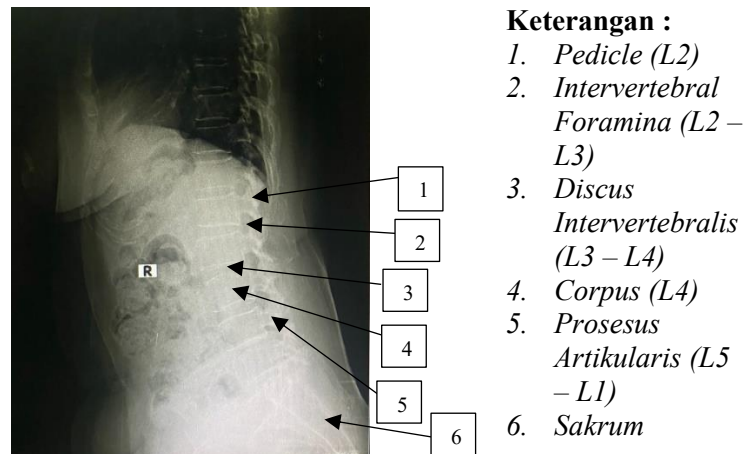 R
1
2
3
4
5
6
Keterangan :
1. Pedicle (L2)
2. Intervertebral
Foramina (L2 –
L3)
3. Discus
Intervertebralis
(L3 – L4)
4. Corpus (L4)
5. Prosesus
Artikularis (L5
– L1)
6. Sakrum